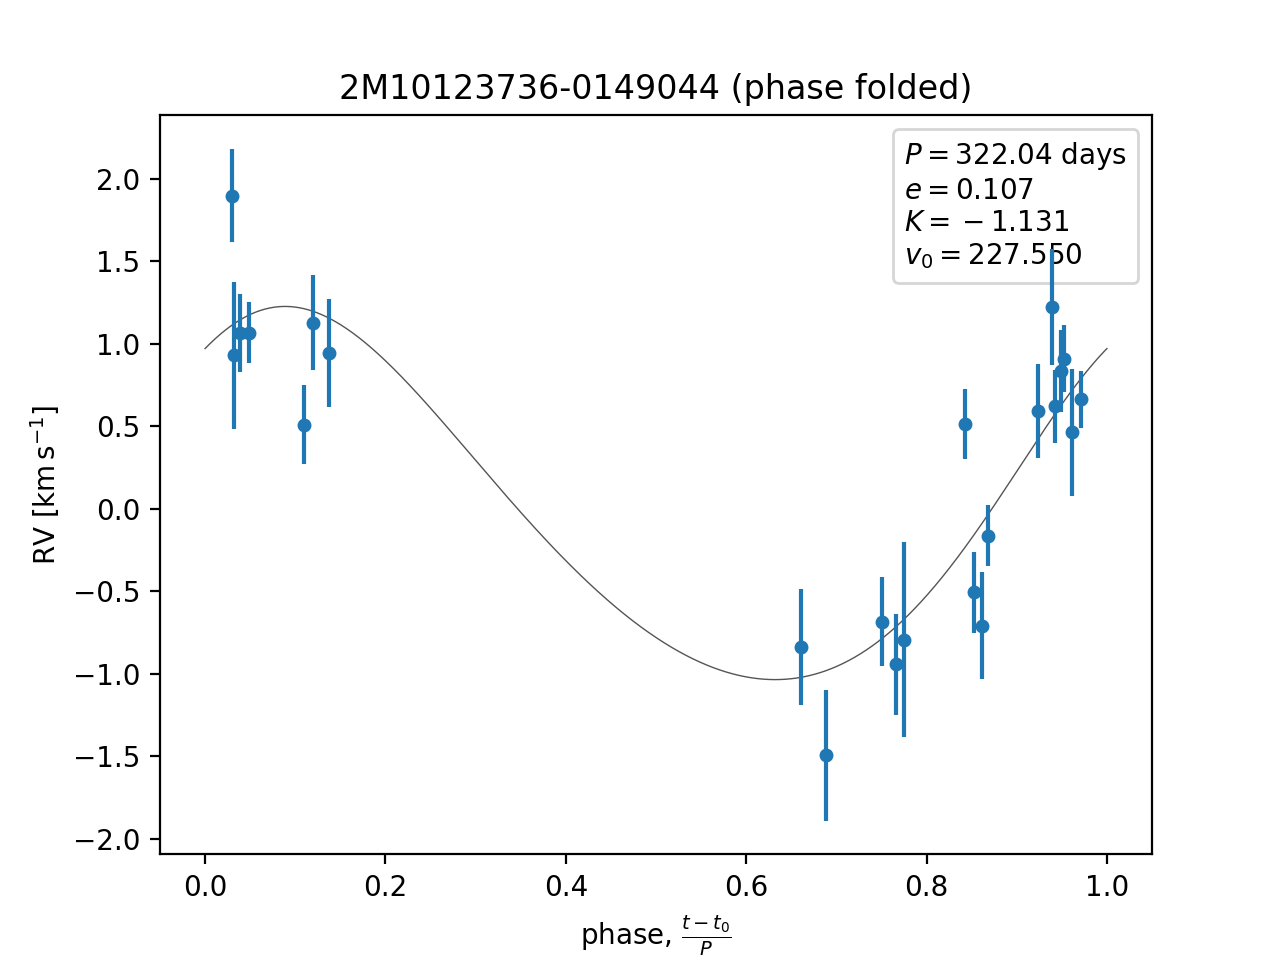 2M10123736-0149044 (phase folded)
P = 322.04 days
e = 0.107
K = −1.131
v₀ = 227.550
RV [km s⁻¹]
2.0
1.5
1.0
0.5
0.0
−0.5
−1.0
−1.5
−2.0
0.0 0.2 0.4 0.6 0.8 1.0
phase, (t − t₀)/P